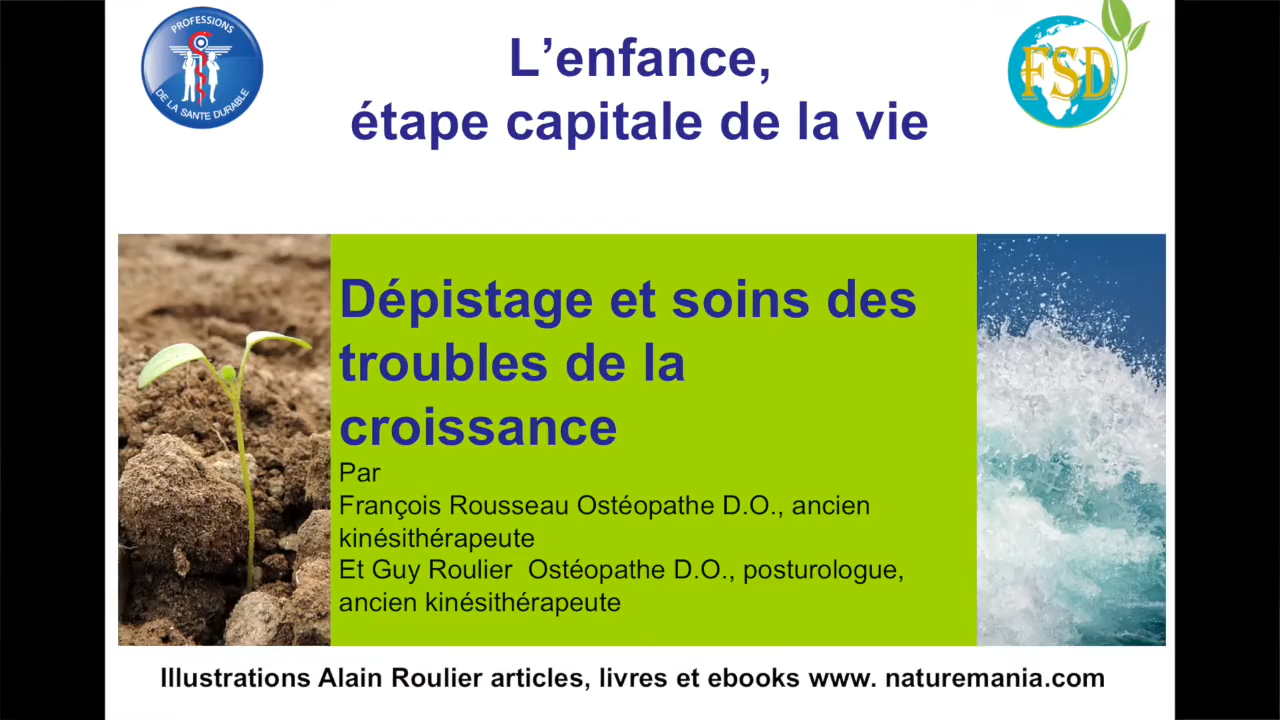 PROFESSIONS
DE LA SANTE DURABLE
L’enfance,
étape capitale de la vie
FSD
Dépistage et soins des
troubles de la
croissance
Par
François Rousseau Ostéopathe D.O., ancien
kinésithérapeute
Et Guy Roulier  Ostéopathe D.O., posturologue,
ancien kinésithérapeute
Illustrations Alain Roulier articles, livres et ebooks www. naturemania.com